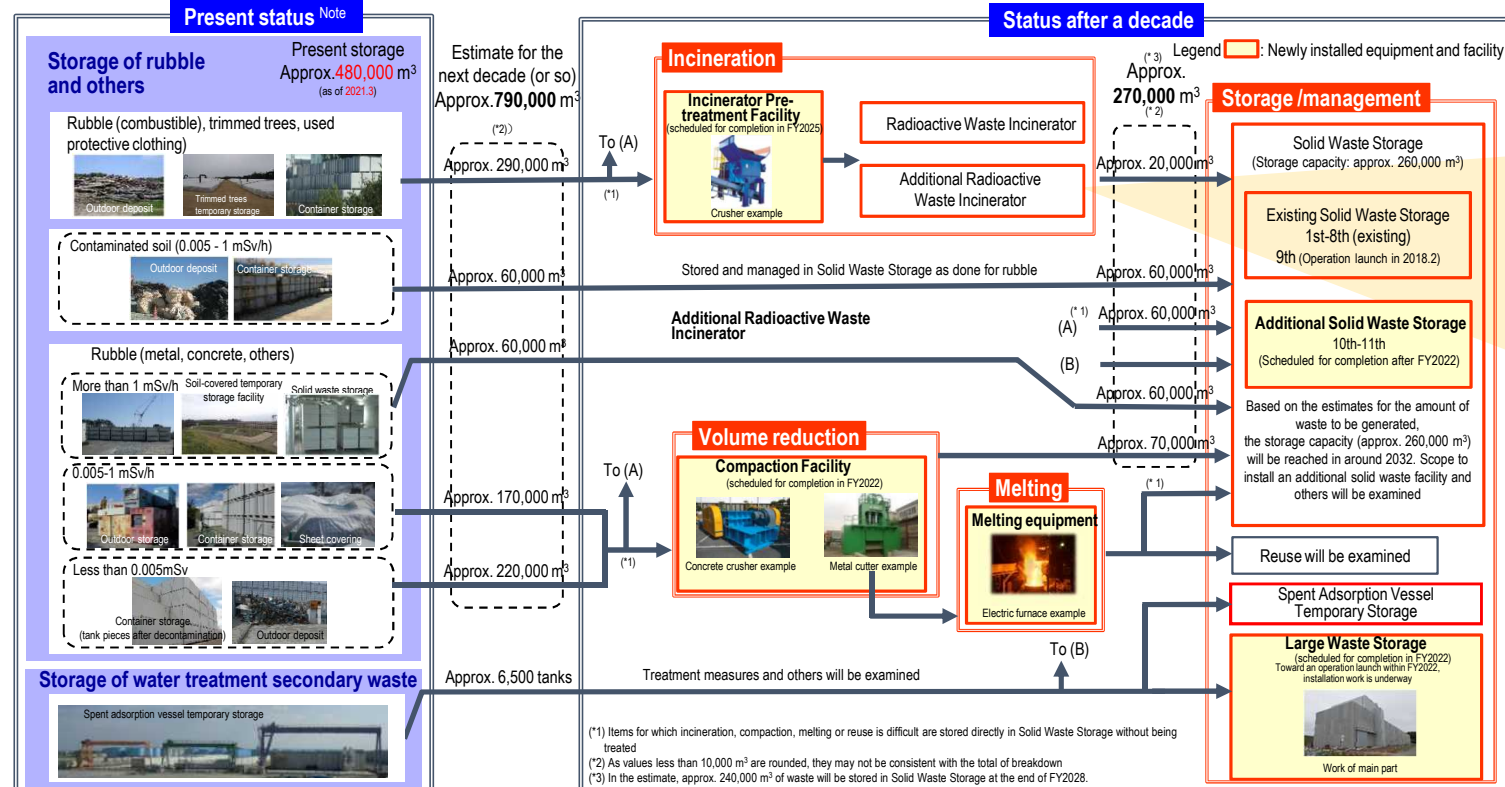 Present status Note
Storage of rubble
and others
Present storage
Approx.480,000 m³
(as of 2021.3)
Rubble (combustible), trimmed trees, used
protective clothing)
Outdoor deposit
Trimmed trees
temporary storage
Container storage
Contaminated soil (0.005 - 1 mSv/h)
Outdoor deposit
Container storage
Rubble (metal, concrete, others)
More than 1 mSv/h
Soil-covered temporary
storage facility
Solid waste storage
0.005-1 mSv/h
Outdoor storage
Container storage
Sheet covering
Less than 0.005mSv
Container storage
(tank pieces after decontamination)
Outdoor deposit
Storage of water treatment secondary waste
Spent adsorption vessel temporary storage
Estimate for the
next decade (or so)
Approx.790,000 m³
(*2)
Approx. 290,000 m³
Approx. 60,000 m³
Approx. 60,000 m³
Approx. 170,000 m³
Approx. 220,000 m³
Approx. 6,500 tanks
Status after a decade
Legend : Newly installed equipment and facility
To (A)
(*1)
Incineration
Incinerator Pre-
treatment Facility
(scheduled for completion in FY2025)
Crusher example
Radioactive Waste Incinerator
Additional Radioactive
Waste Incinerator
Stored and managed in Solid Waste Storage as done for rubble
Additional Radioactive Waste
Incinerator
To (A)
(*1)
Volume reduction
Compaction Facility
(scheduled for completion in FY2022)
Concrete crusher example
Metal cutter example
Melting
Melting equipment
Electric furnace example
To (B)
Treatment measures and others will be examined
(* 3)
Approx.
270,000 m³
(* 2)
Approx. 20,000m³
Approx. 60,000 m³
(A)
(* 1)
Approx. 60,000m³
(B)
Approx. 60,000m³
Approx. 70,000m³
(* 1)
Storage /management
Solid Waste Storage
(Storage capacity: approx. 260,000 m³)
Existing Solid Waste Storage
1st-8th (existing)
9th (Operation launch in 2018.2)
Additional Solid Waste Storage
10th-11th
(Scheduled for completion after FY2022)
Based on the estimates for the amount of
waste to be generated,
the storage capacity (approx. 260,000 m³)
will be reached in around 2032. Scope to
install an additional solid waste facility and
others will be examined
Reuse will be examined
Spent Adsorption Vessel
Temporary Storage
Large Waste Storage
(scheduled for completion in FY2022)
Toward an operation launch within FY2022,
installation work is underway
Work of main part
(*1) Items for which incineration, compaction, melting or reuse is difficult are stored directly in Solid Waste Storage without being
treated
(*2) As values less than 10,000 m³ are rounded, they may not be consistent with the total of breakdown
(*3) In the estimate, approx. 240,000 m³ of waste will be stored in Solid Waste Storage at the end of FY2028.